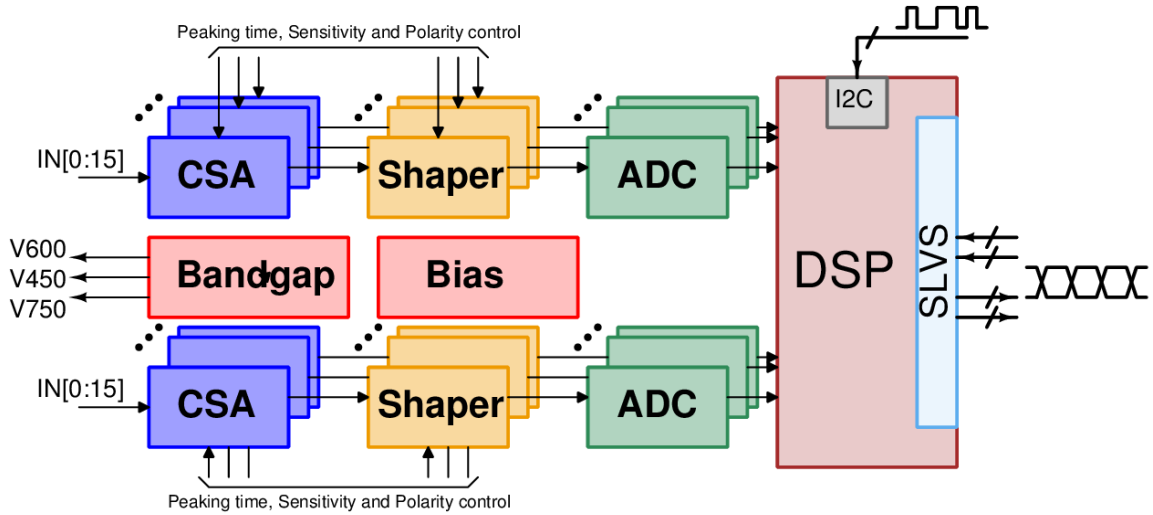 Peaking time, Sensitivity and Polarity control
I2C
IN[0:15]
CSA
Shaper
ADC
V600
V450
V750
Bandgap
Bias
DSP
SLVS
IN[0:15]
CSA
Shaper
ADC
Peaking time, Sensitivity and Polarity control